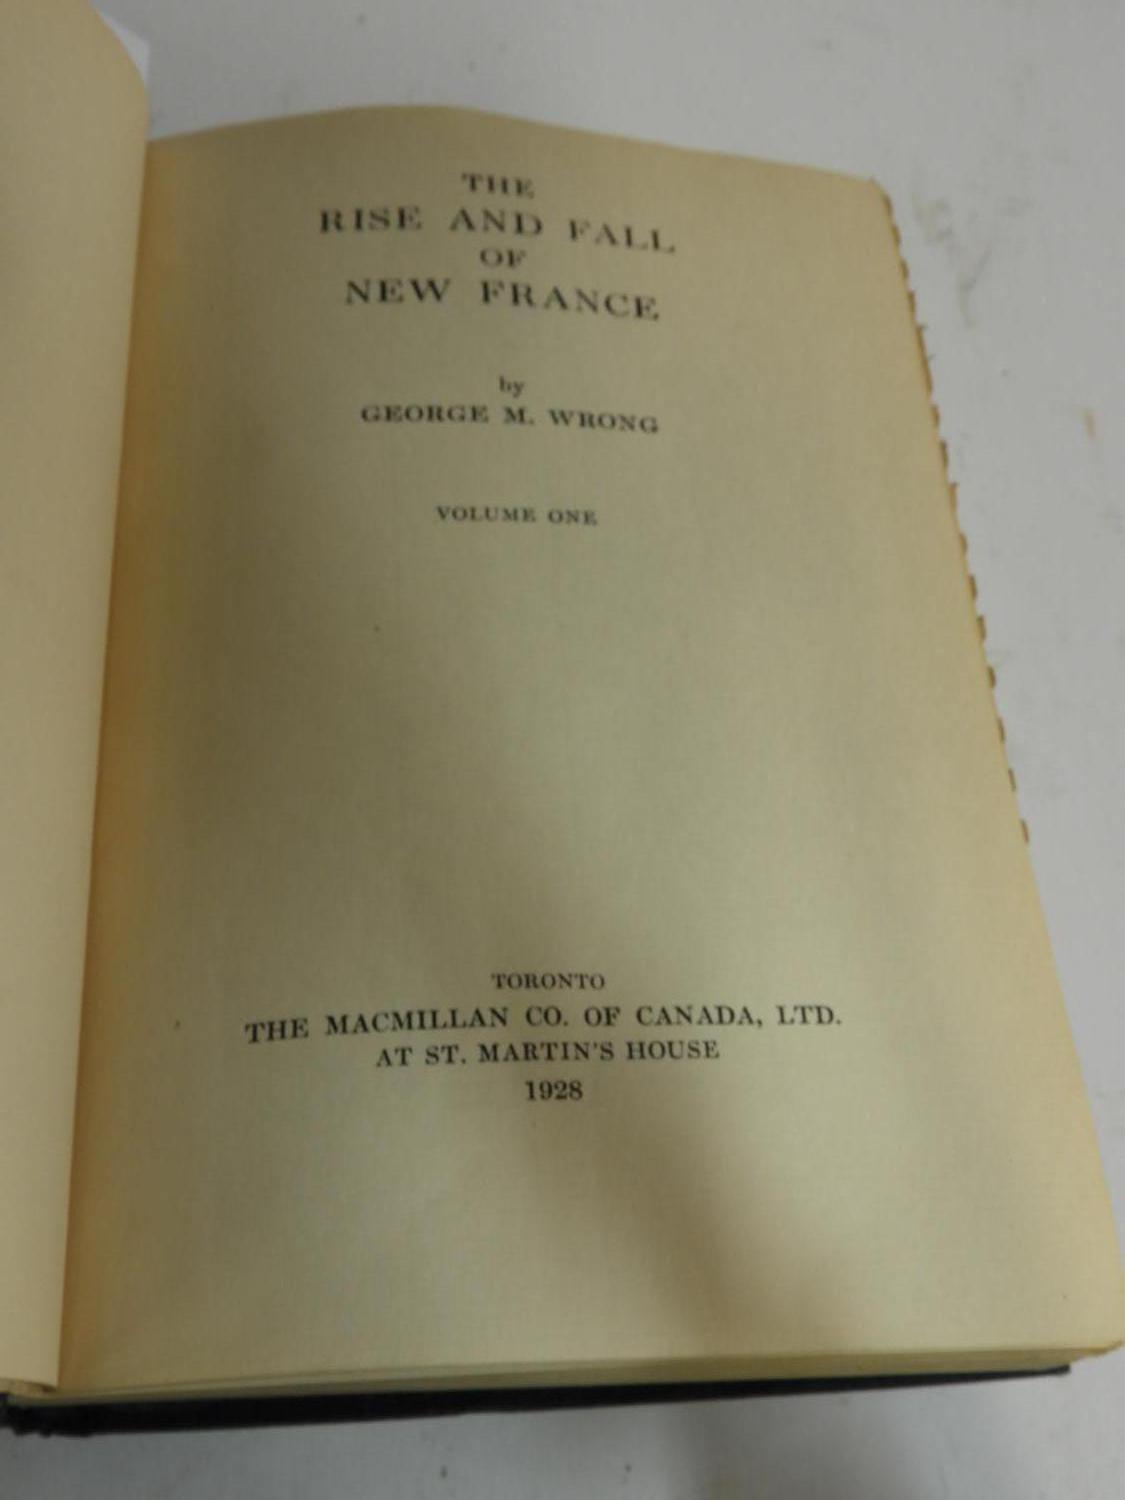 THE
RISE AND FALL
OF
NEW FRANCE
by
GEORGE M. WRONG
VOLUME ONE
TORONTO
THE MACMILLAN CO. OF CANADA, LTD.
AT ST. MARTIN'S HOUSE
1928